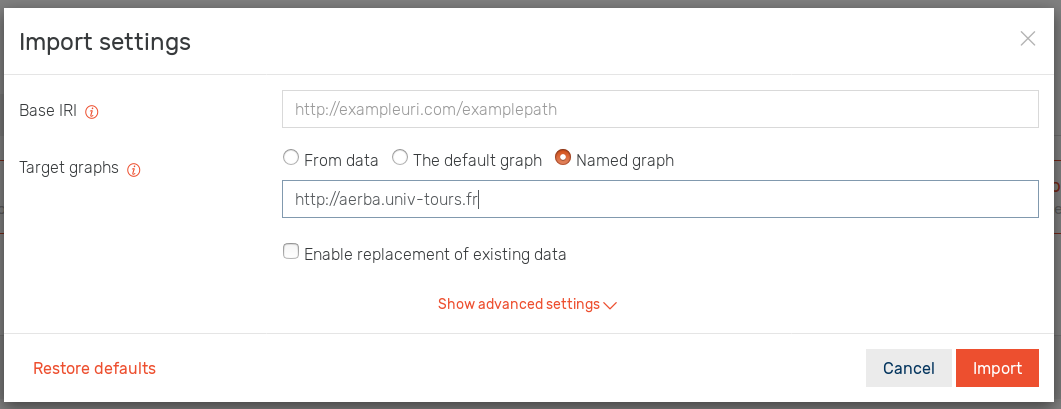 Import settings
Base IRI
http://exampleuri.com/examplepath
Target graphs
From data The default graph Named graph
http://aerba.univ-tours.fr
Enable replacement of existing data
Show advanced settings
Restore defaults
Cancel Import